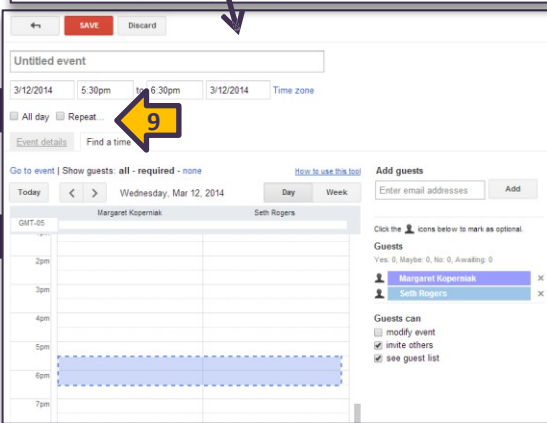 SAVE Discard
Untitled event
3/12/2014 5:30pm to 6:30pm 3/12/2014 Time zone
All day Repeat...
9
Event details Find a time
Go to event | Show guests: all - required - none How to use this tool
Today < > Wednesday, Mar 12, 2014 Day Week
Margaret Koperniak Seth Rogers
GMT-05
2pm
3pm
4pm
5pm
6pm
7pm
Add guests
Enter email addresses Add
Click the icons below to mark as optional.
Guests
Yes: 0, Maybe: 0, No: 0, Awaiting: 0
Margaret Koperniak ×
Seth Rogers ×
Guests can
modify event
invite others
see guest list